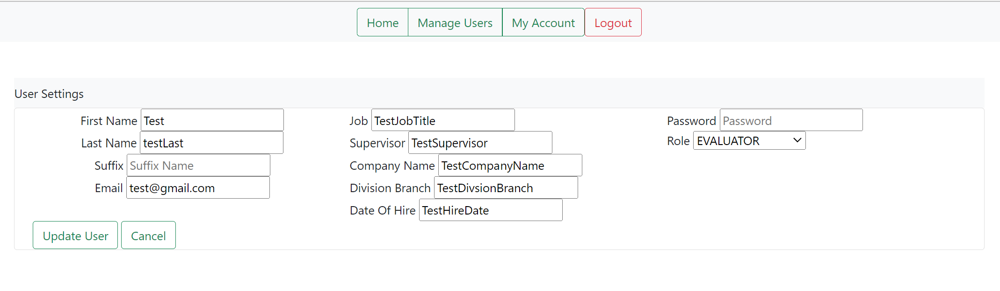 Home Manage Users My Account Logout
User Settings
First Name Test
Last Name testLast
Suffix Suffix Name
Email test@gmail.com
Job TestJobTitle
Supervisor TestSupervisor
Company Name TestCompanyName
Division Branch TestDivsionBranch
Date Of Hire TestHireDate
Password Password
Role EVALUATOR
Update User Cancel